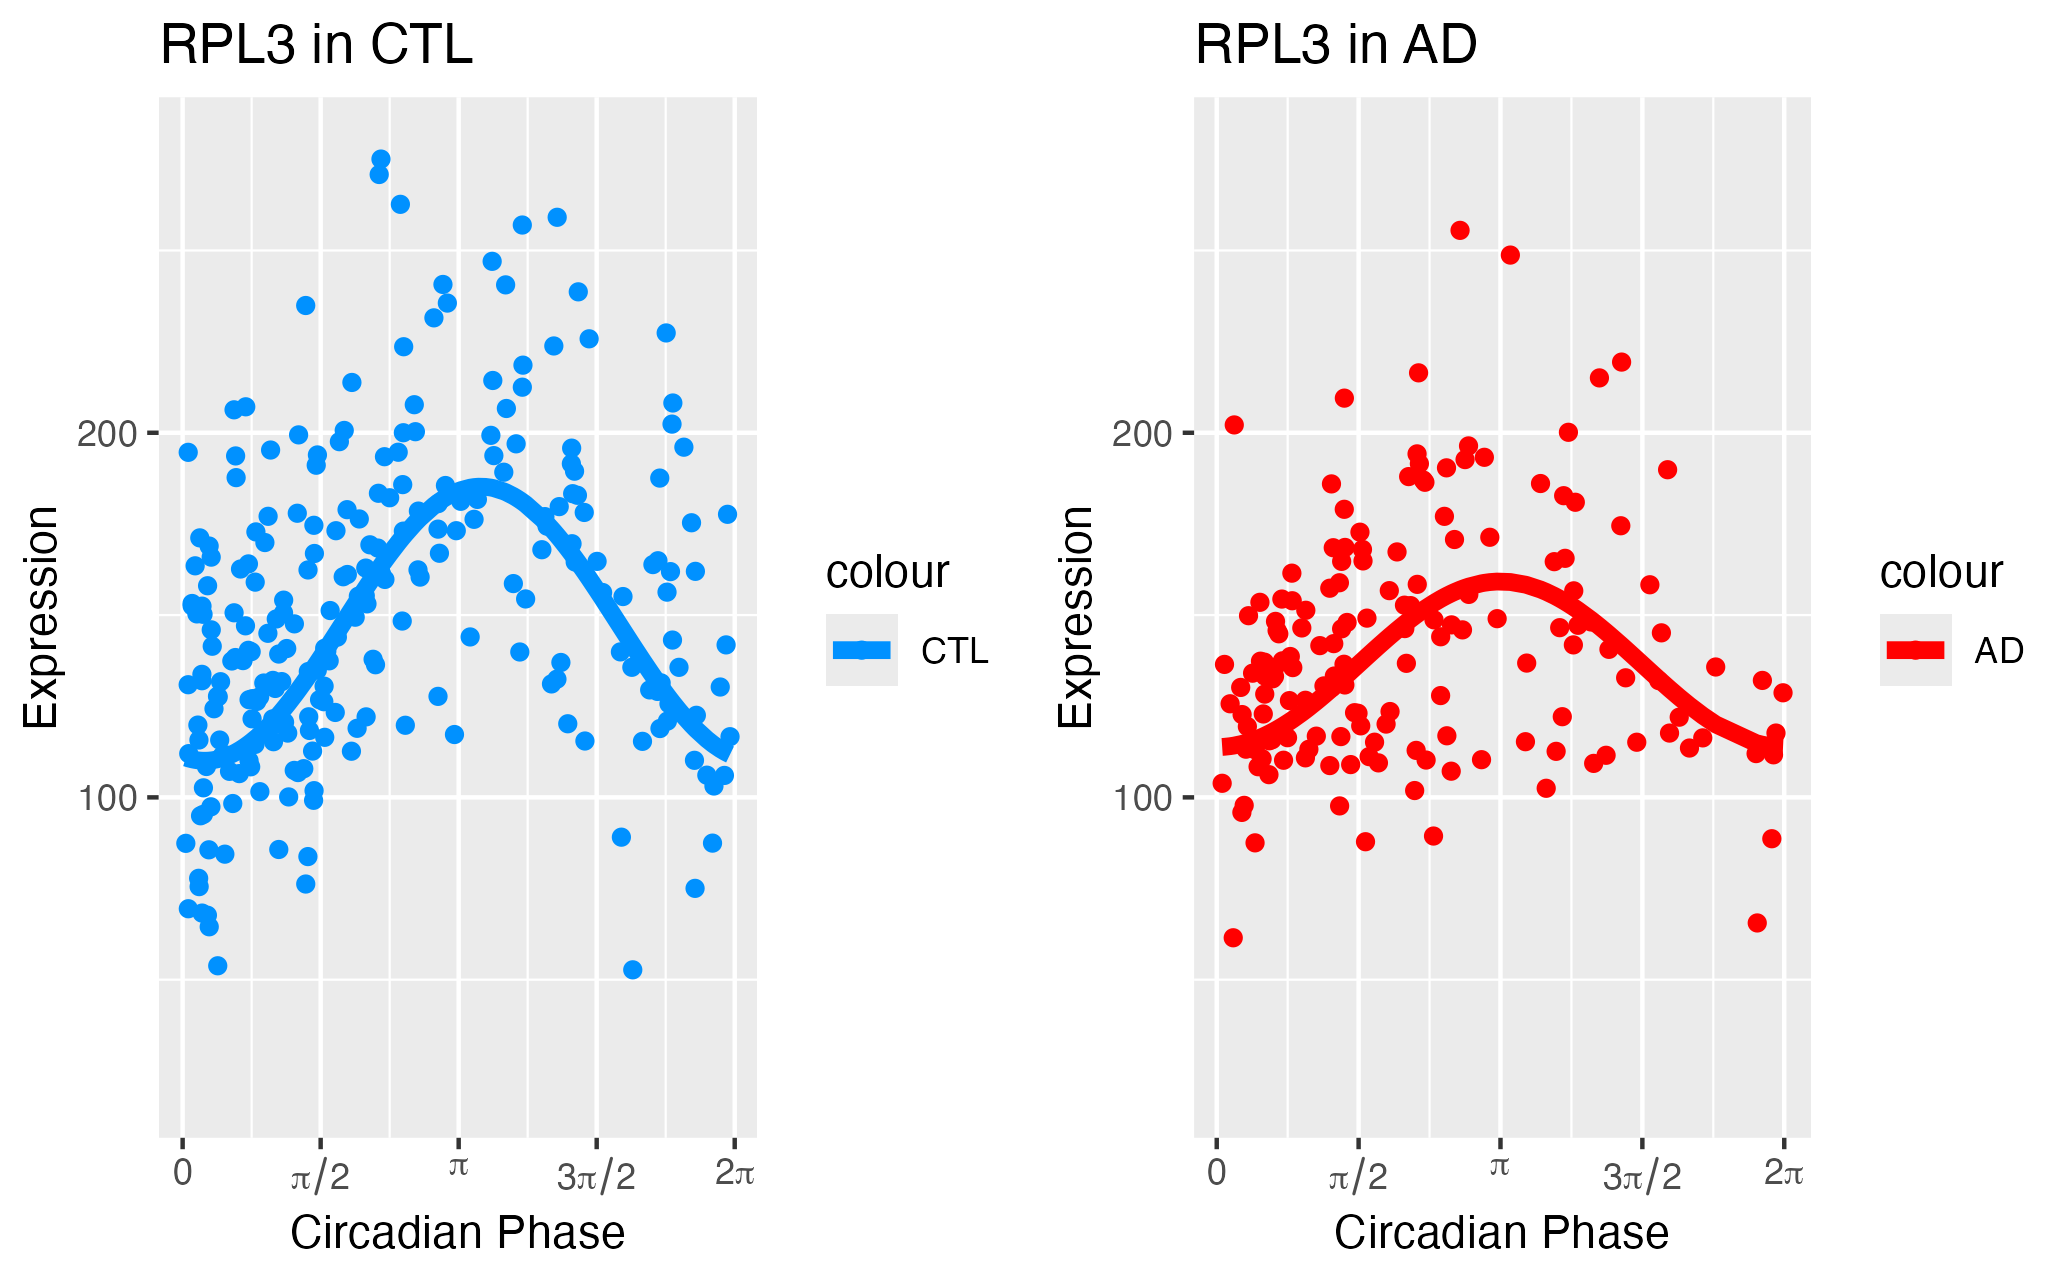 RPL3 in CTL
Expression
200
100
0 π/2 π 3π/2 2π
Circadian Phase
colour
CTL
RPL3 in AD
Expression
200
100
0 π/2 π 3π/2 2π
Circadian Phase
colour
AD